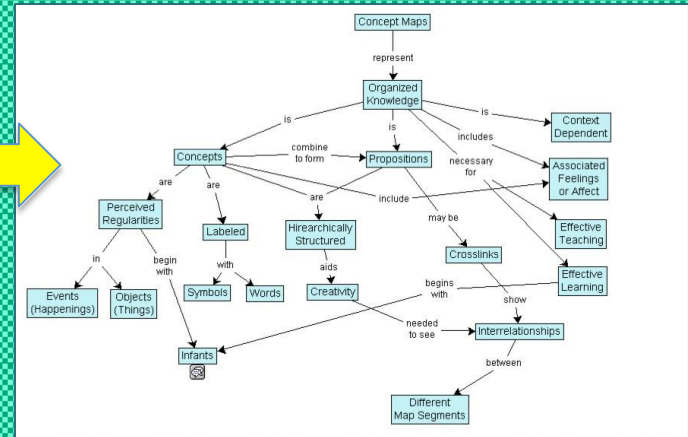 Concept Maps
represent
Organized
Knowledge
is
is
is
includes
necessary
for
Context
Dependent
Concepts
combine
to form
Propositions
Associated
Feelings
or Affect
are
are
are
include
Perceived
Regularities
Labeled
Hirearchically
Structured
may be
Effective
Teaching
Crosslinks
in
begin
with
with
aids
Effective
Learning
Events
(Happenings)
Objects
(Things)
Symbols
Words
Creativity
begins
with
show
needed
to see
Interrelationships
Infants
between
Different
Map Segments